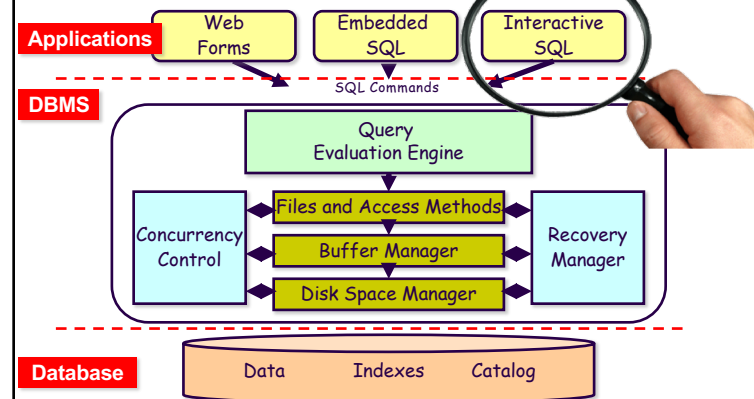 Applications
Web
Forms
Embedded
SQL
Interactive
SQL
SQL Commands
DBMS
Query
Evaluation Engine
Files and Access Methods
Concurrency
Control
Buffer Manager
Recovery
Manager
Disk Space Manager
Database
Data
Indexes
Catalog